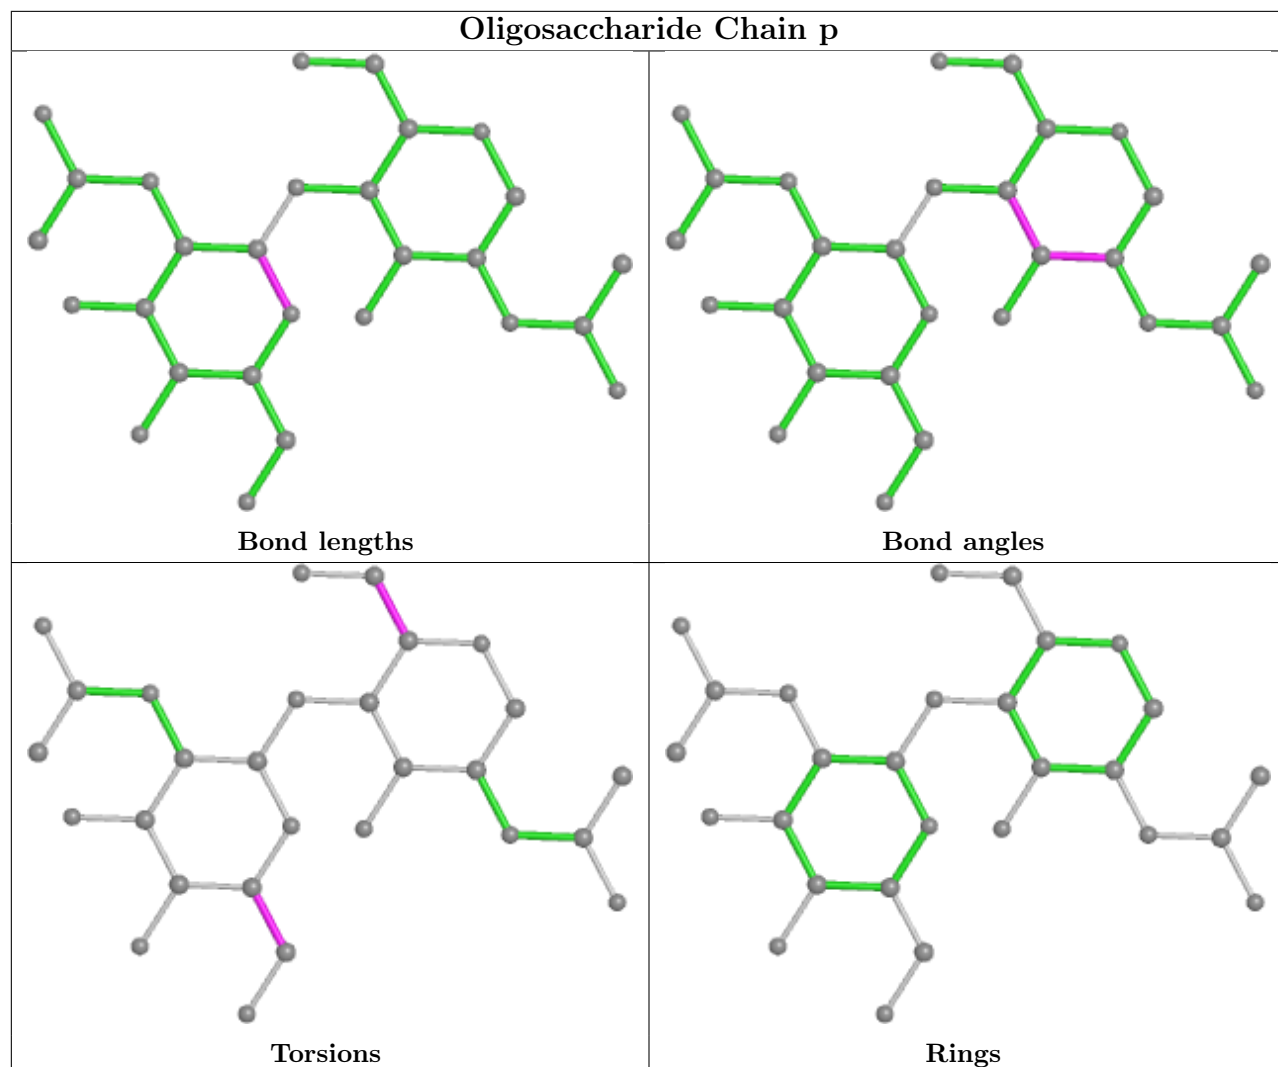 Oligosaccharide Chain p
Bond lengths
Bond angles
Torsions
Rings